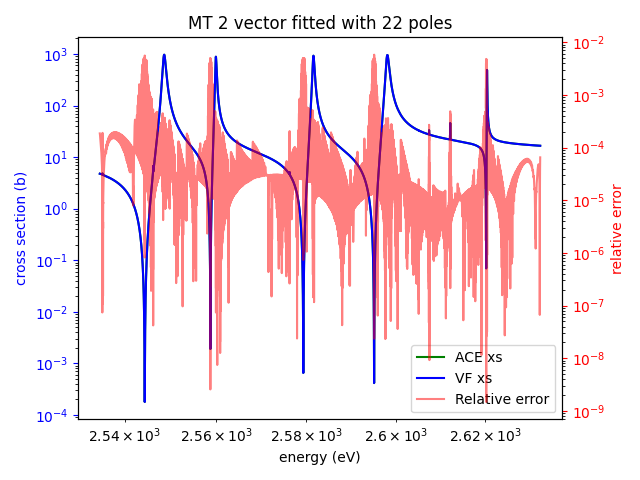 MT 2 vector fitted with 22 poles
10³
10²
10¹
10⁰
10⁻¹
10⁻²
10⁻³
10⁻⁴
cross section (b)
10⁻²
10⁻³
10⁻⁴
10⁻⁵
10⁻⁶
10⁻⁷
10⁻⁸
10⁻⁹
relative error
ACE xs
VF xs
Relative error
2.54 × 10³ 2.56 × 10³ 2.58 × 10³ 2.6 × 10³ 2.62 × 10³
energy (eV)